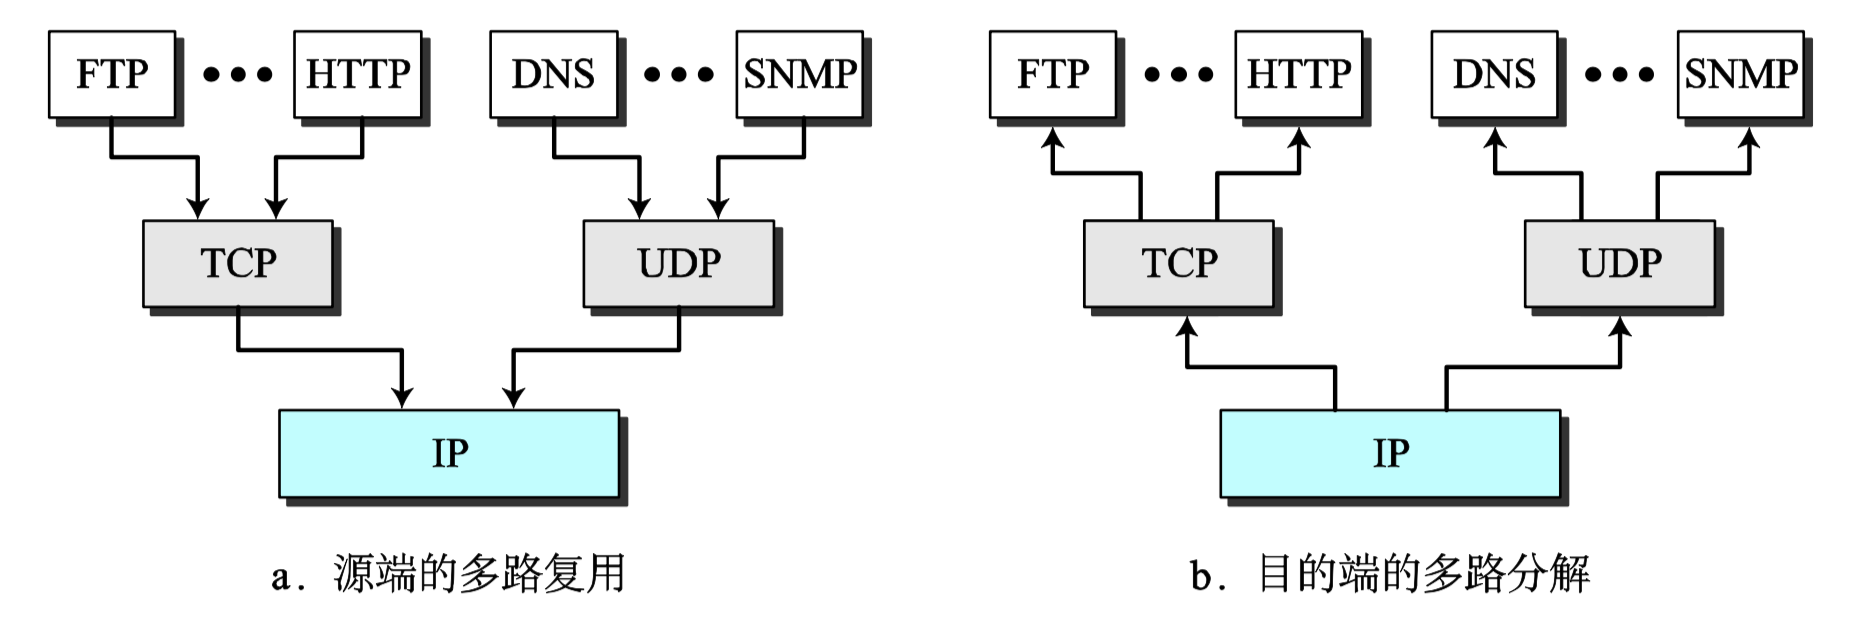 FTP ••• HTTP DNS ••• SNMP
TCP UDP
IP
a. 源端的多路复用
FTP ••• HTTP DNS ••• SNMP
TCP UDP
IP
b. 目的端的多路分解